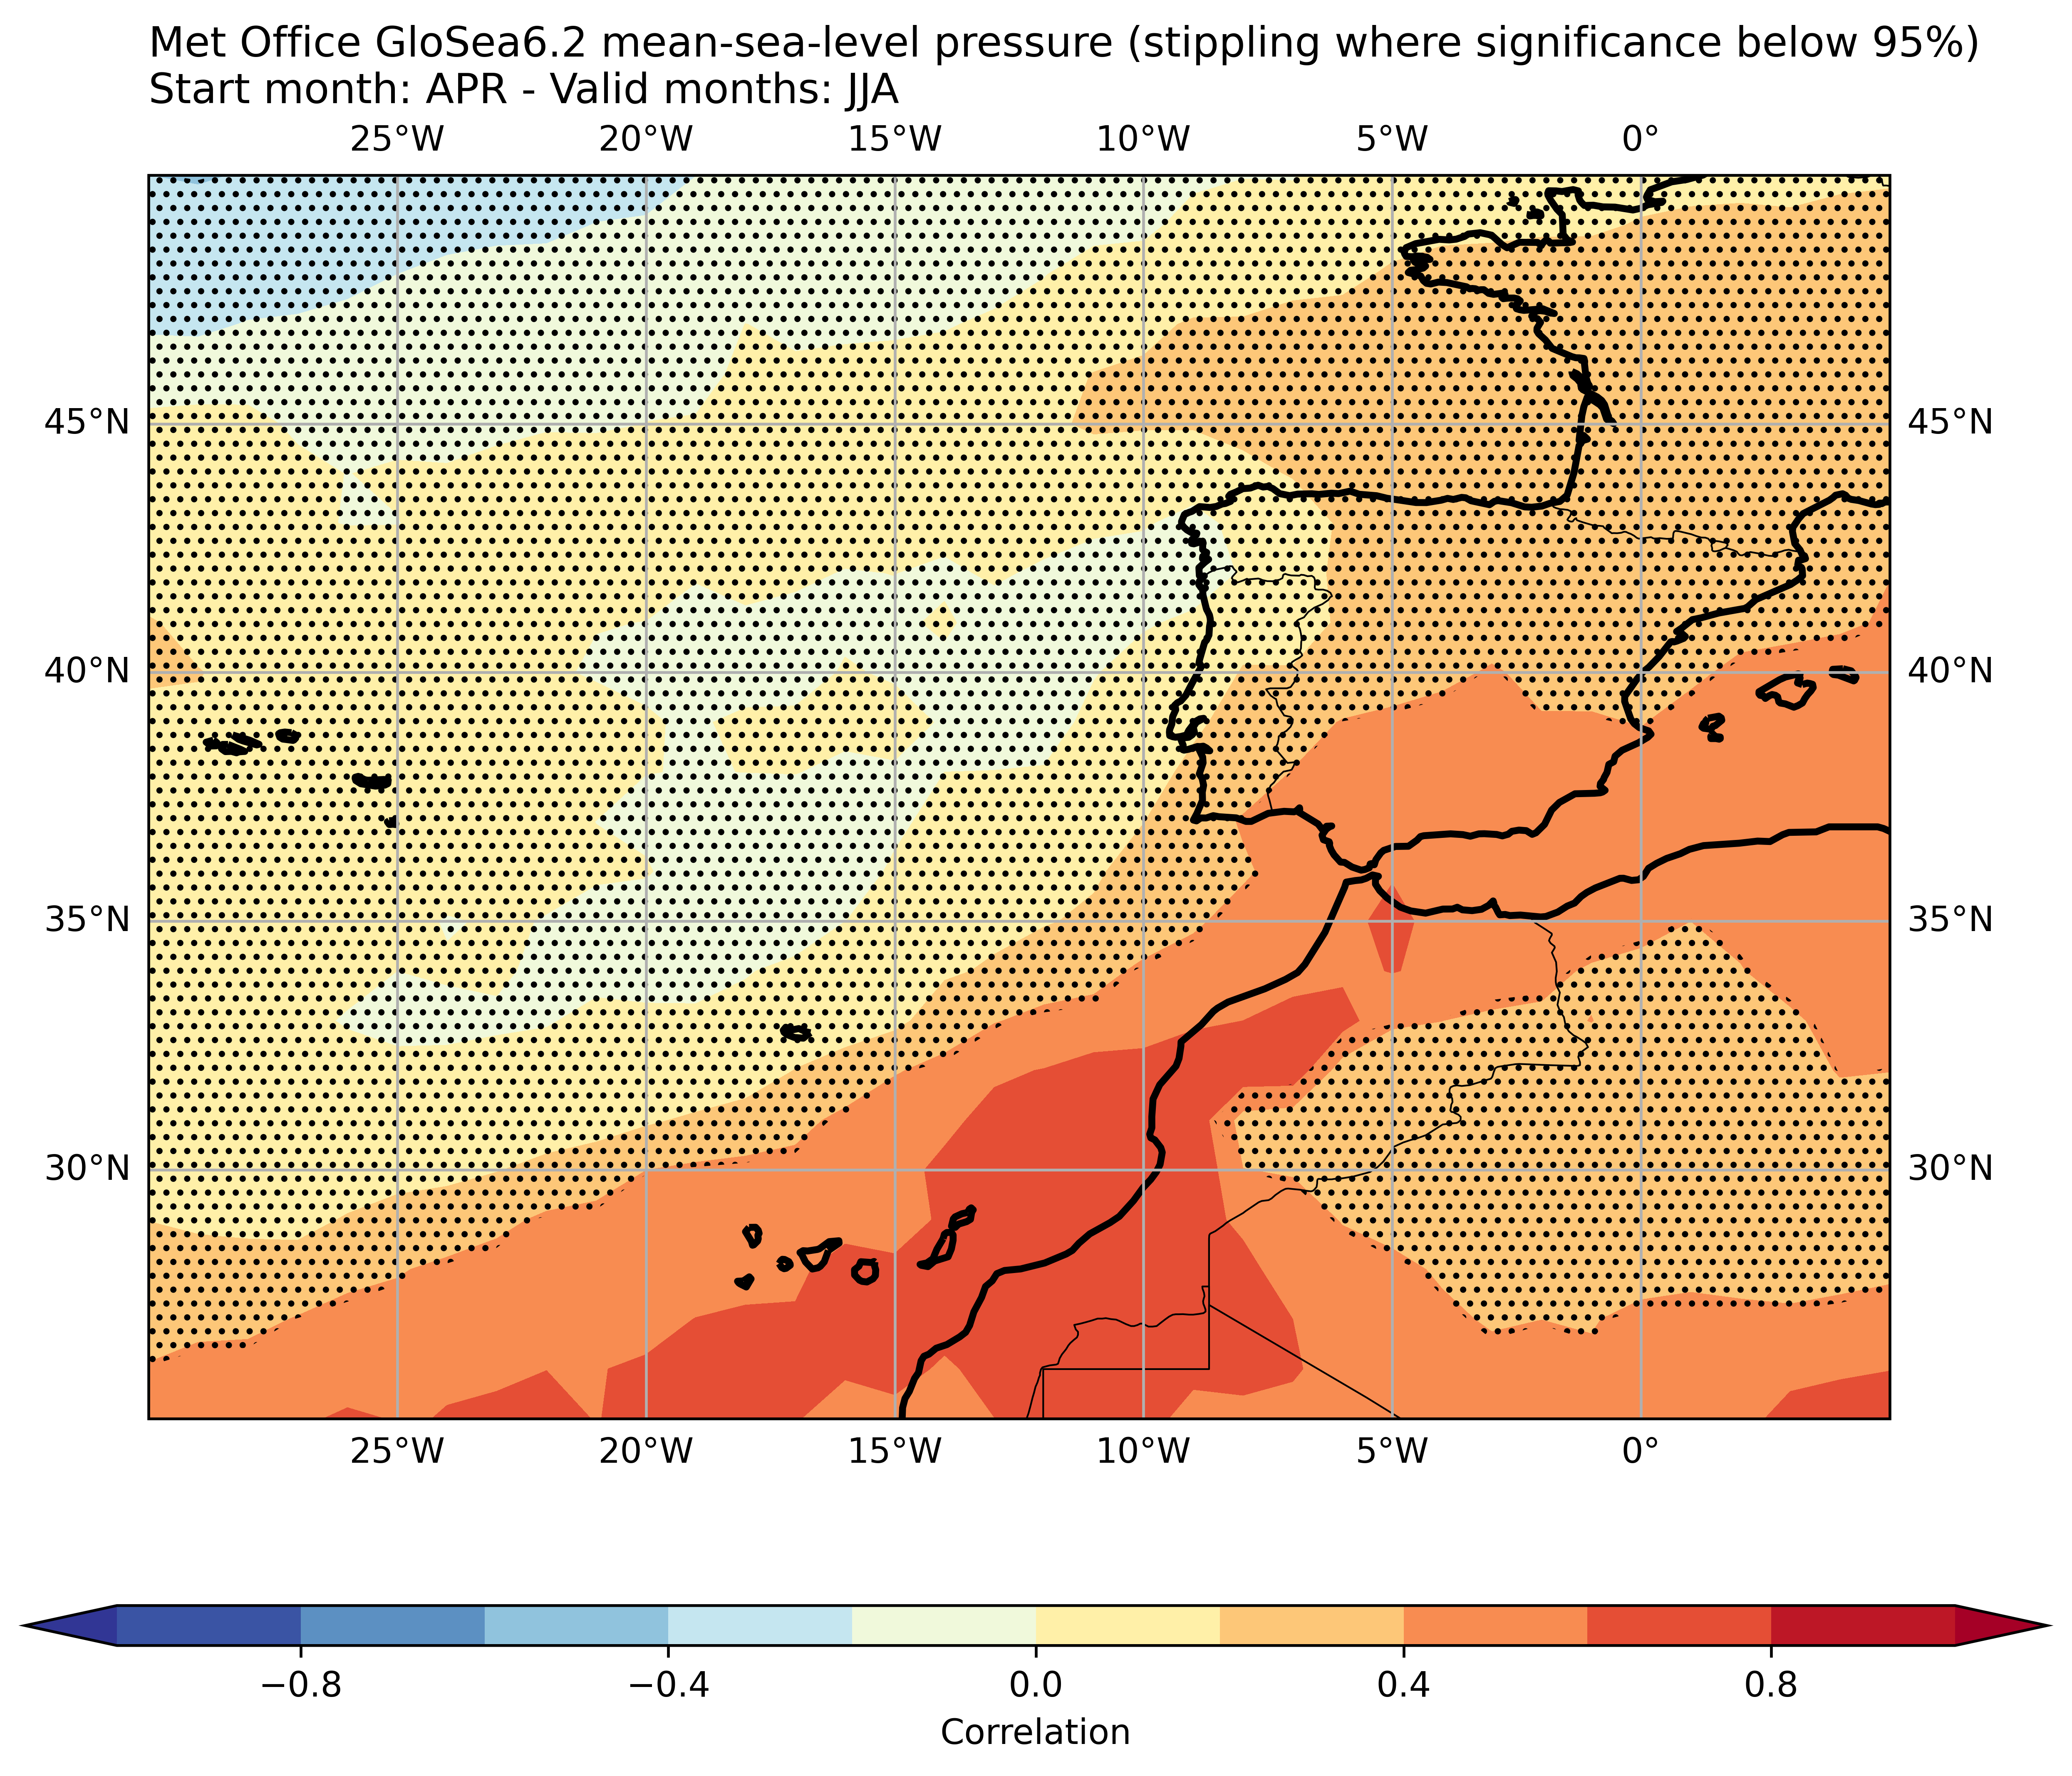 Met Office GloSea6.2 mean-sea-level pressure (stippling where significance below 95%)
Start month: APR - Valid months: JJA
25°W 20°W 15°W 10°W 5°W 0°
45°N 45°N
40°N 40°N
35°N 35°N
30°N 30°N
25°W 20°W 15°W 10°W 5°W 0°
−0.8 −0.4 0.0 0.4 0.8
Correlation